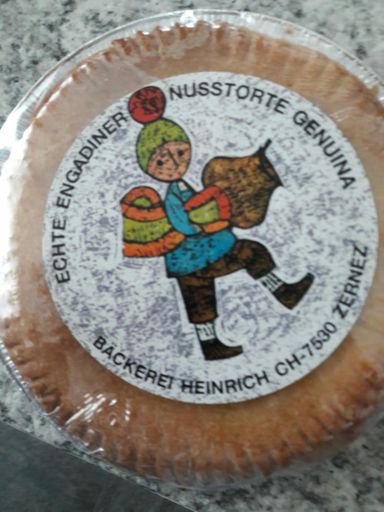 ECHTE ENGADINER NUSSTORTE GENUINA
BÄCKEREI HEINRICH CH-7530 ZERNEZ